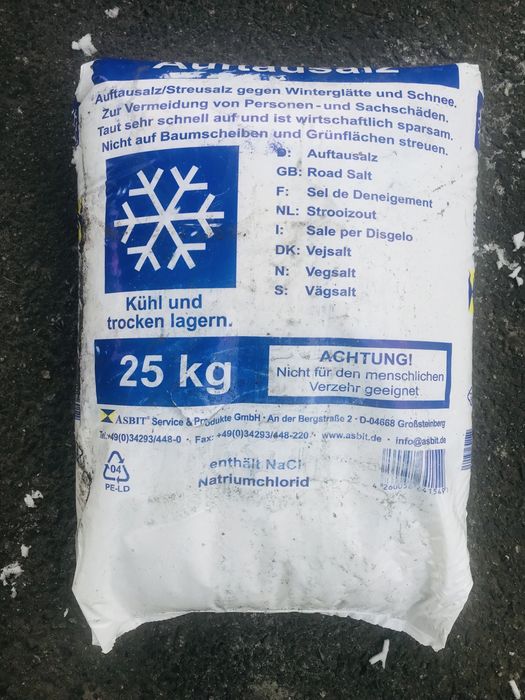 Auftausalz
Auftausalz/Streusalz gegen Winterglätte und Schnee.
Zur Vermeidung von Personen- und Sachschäden.
Taut sehr schnell auf und ist wirtschaftlich sparsam.
Nicht auf Baumscheiben und Grünflächen streuen.
D: Auftausalz
GB: Road Salt
F: Sel de Deneigement
NL: Strooizout
I: Sale per Disgelo
DK: Vejsalt
N: Vegsalt
S: Vägsalt
Kühl und
trocken lagern.
25 kg
ACHTUNG!
Nicht für den menschlichen
Verzehr geeignet
ASBIT® Service & Produkte GmbH · An der Bergstraße 2 · D-04668 Großsteinberg
Tel.+49(0)34293/448-0 · Fax: +49(0)34293/448-220 · www.asbit.de · info@asbit.de
04
PE-LD
enthält NaCl
Natriumchlorid